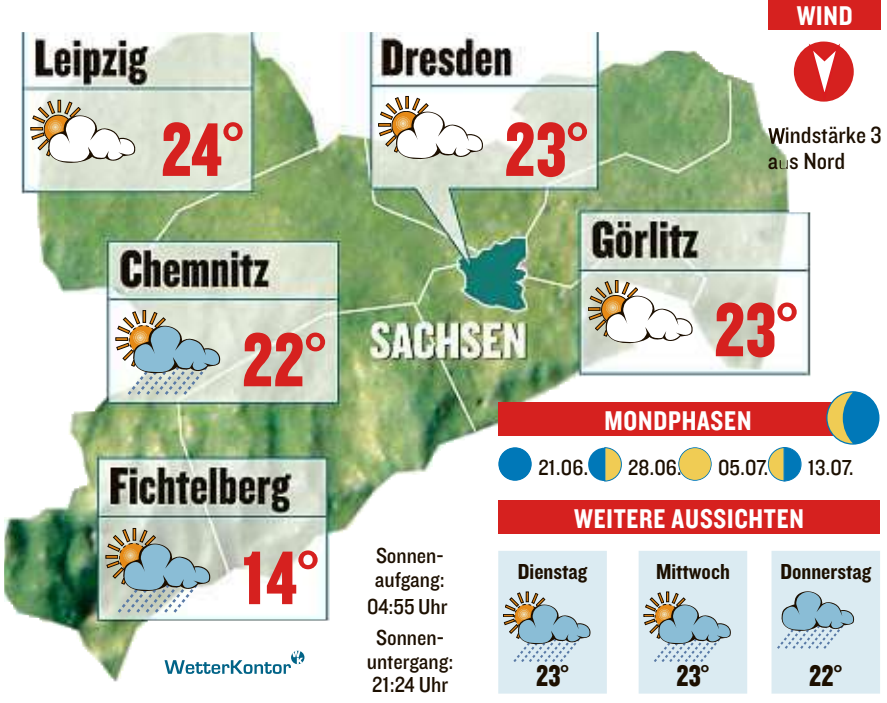 WIND
Windstärke 3
aus Nord
Leipzig
24°
Dresden
23°
Görlitz
23°
Chemnitz
22°
SACHSEN
Fichtelberg
14°
MONDPHASEN
21.06. 28.06. 05.07. 13.07.
WEITERE AUSSICHTEN
Dienstag
23°
Mittwoch
23°
Donnerstag
22°
Sonnen-
aufgang:
04:55 Uhr
Sonnen-
untergang:
21:24 Uhr
WetterKontor